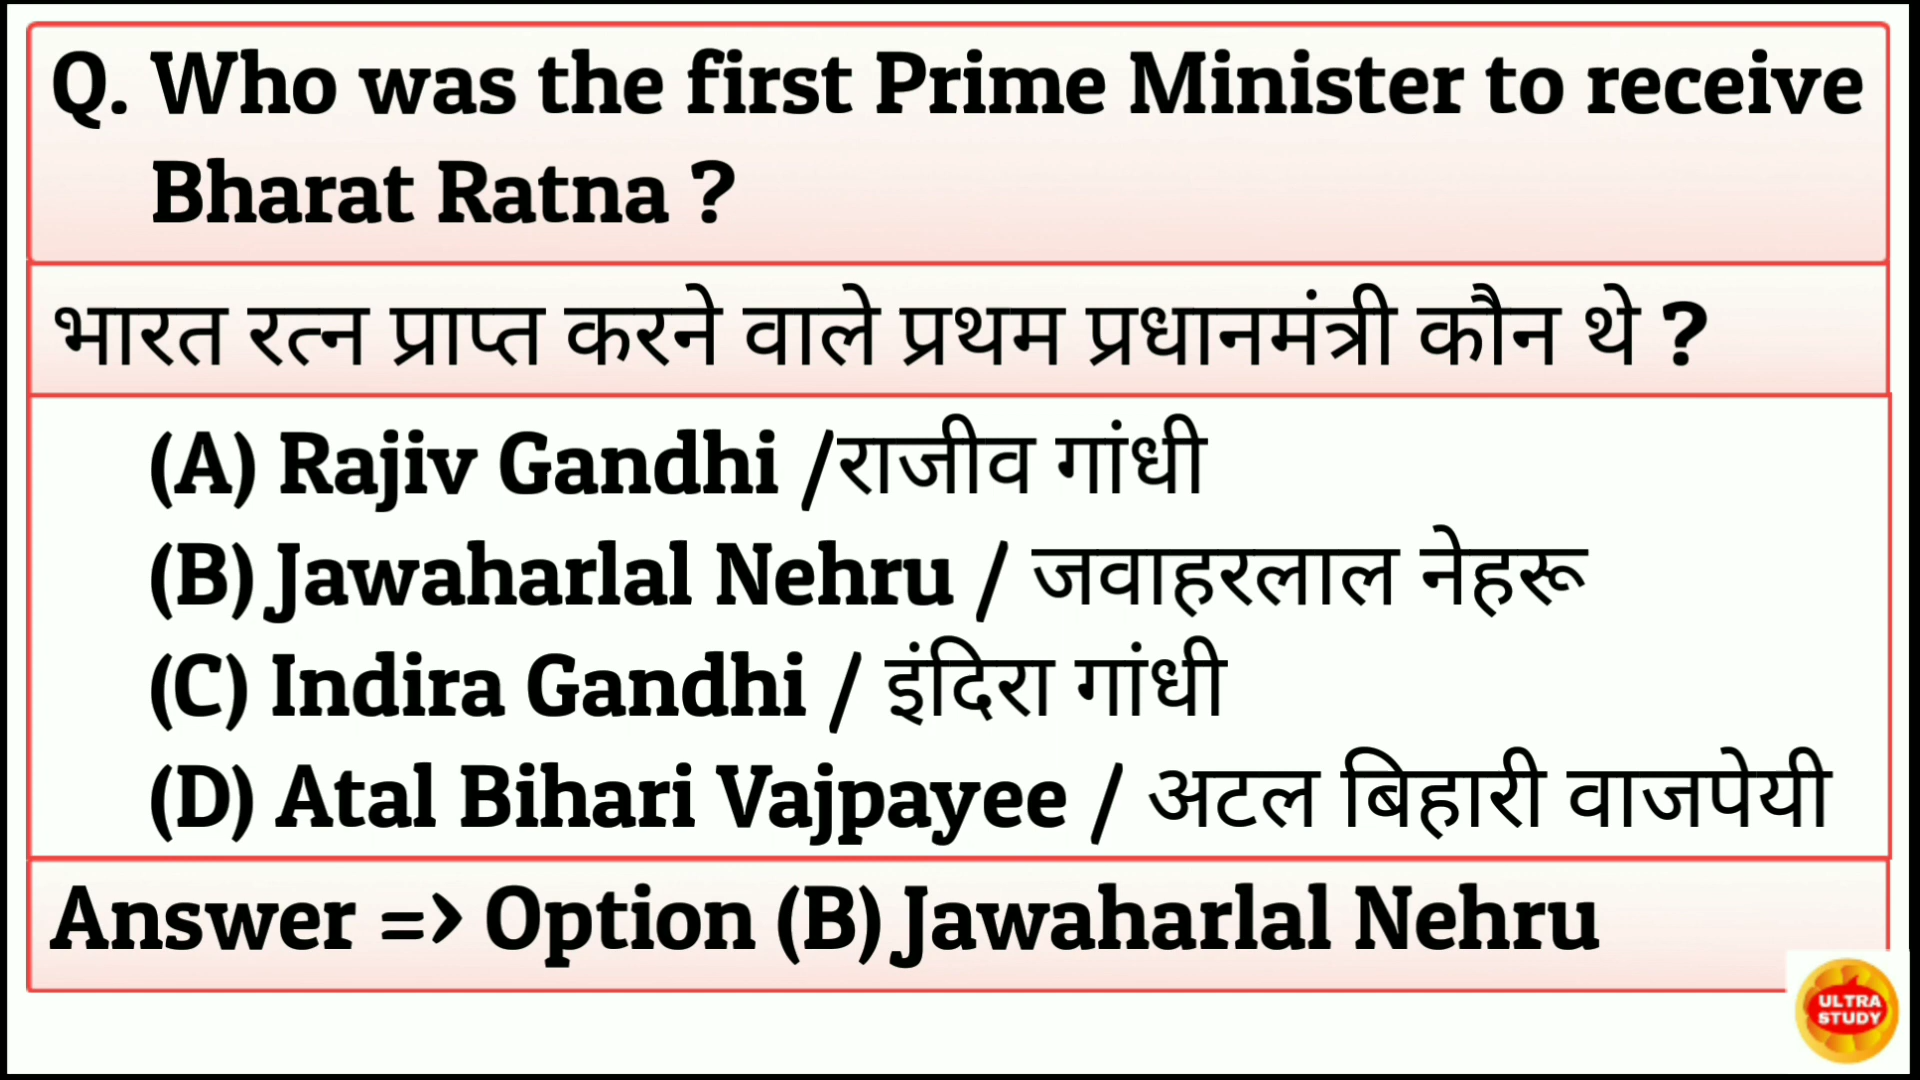 Q. Who was the first Prime Minister to receive
Bharat Ratna ?
भारत रत्न प्राप्त करने वाले प्रथम प्रधानमंत्री कौन थे ?
(A) Rajiv Gandhi /राजीव गांधी
(B) Jawaharlal Nehru / जवाहरलाल नेहरू
(C) Indira Gandhi / इंदिरा गांधी
(D) Atal Bihari Vajpayee / अटल बिहारी वाजपेयी
Answer => Option (B) Jawaharlal Nehru
ULTRA
STUDY